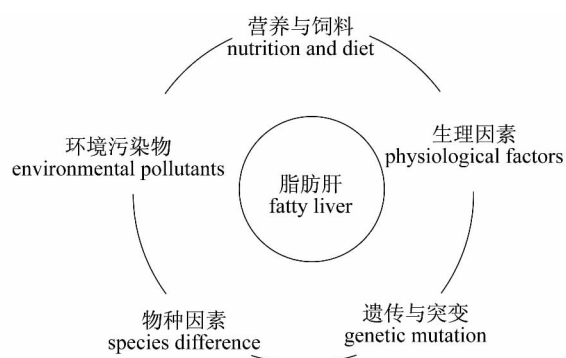 营养与饲料
nutrition and diet
环境污染物
environmental pollutants
生理因素
physiological factors
脂肪肝
fatty liver
物种因素
species difference
遗传与突变
genetic mutation